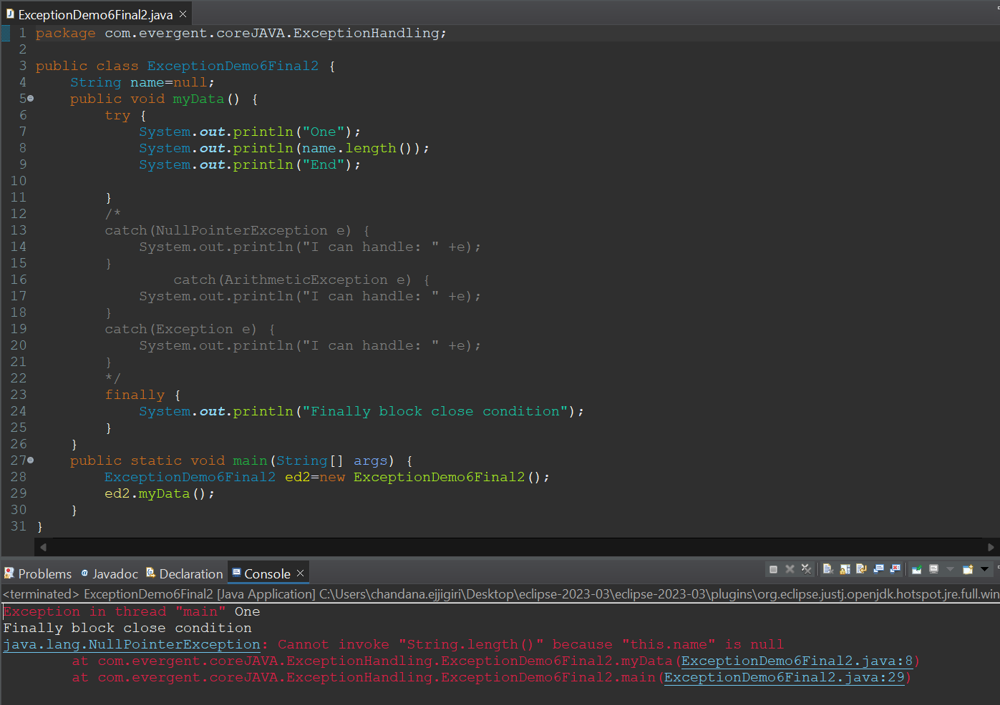 ExceptionDemo6Final2.java
1 package com.evergent.coreJAVA.ExceptionHandling;
2
3 public class ExceptionDemo6Final2 {
4     String name=null;
5     public void myData() {
6         try {
7             System.out.println("One");
8             System.out.println(name.length());
9             System.out.println("End");
10
11         }
12         /*
13         catch(NullPointerException e) {
14             System.out.println("I can handle: " +e);
15         }
16                 catch(ArithmeticException e) {
17             System.out.println("I can handle: " +e);
18         }
19         catch(Exception e) {
20             System.out.println("I can handle: " +e);
21         }
22         */
23         finally {
24             System.out.println("Finally block close condition");
25         }
26     }
27     public static void main(String[] args) {
28         ExceptionDemo6Final2 ed2=new ExceptionDemo6Final2();
29         ed2.myData();
30     }
31 }
Problems Javadoc Declaration Console
<terminated> ExceptionDemo6Final2 [Java Application] C:\Users\chandana.ejjigiri\Desktop\eclipse-2023-03\eclipse-2023-03\plugins\org.eclipse.justj.openjdk.hotspot.jre.full.win
Exception in thread "main" One
Finally block close condition
java.lang.NullPointerException: Cannot invoke "String.length()" because "this.name" is null
        at com.evergent.coreJAVA.ExceptionHandling.ExceptionDemo6Final2.myData(ExceptionDemo6Final2.java:8)
        at com.evergent.coreJAVA.ExceptionHandling.ExceptionDemo6Final2.main(ExceptionDemo6Final2.java:29)